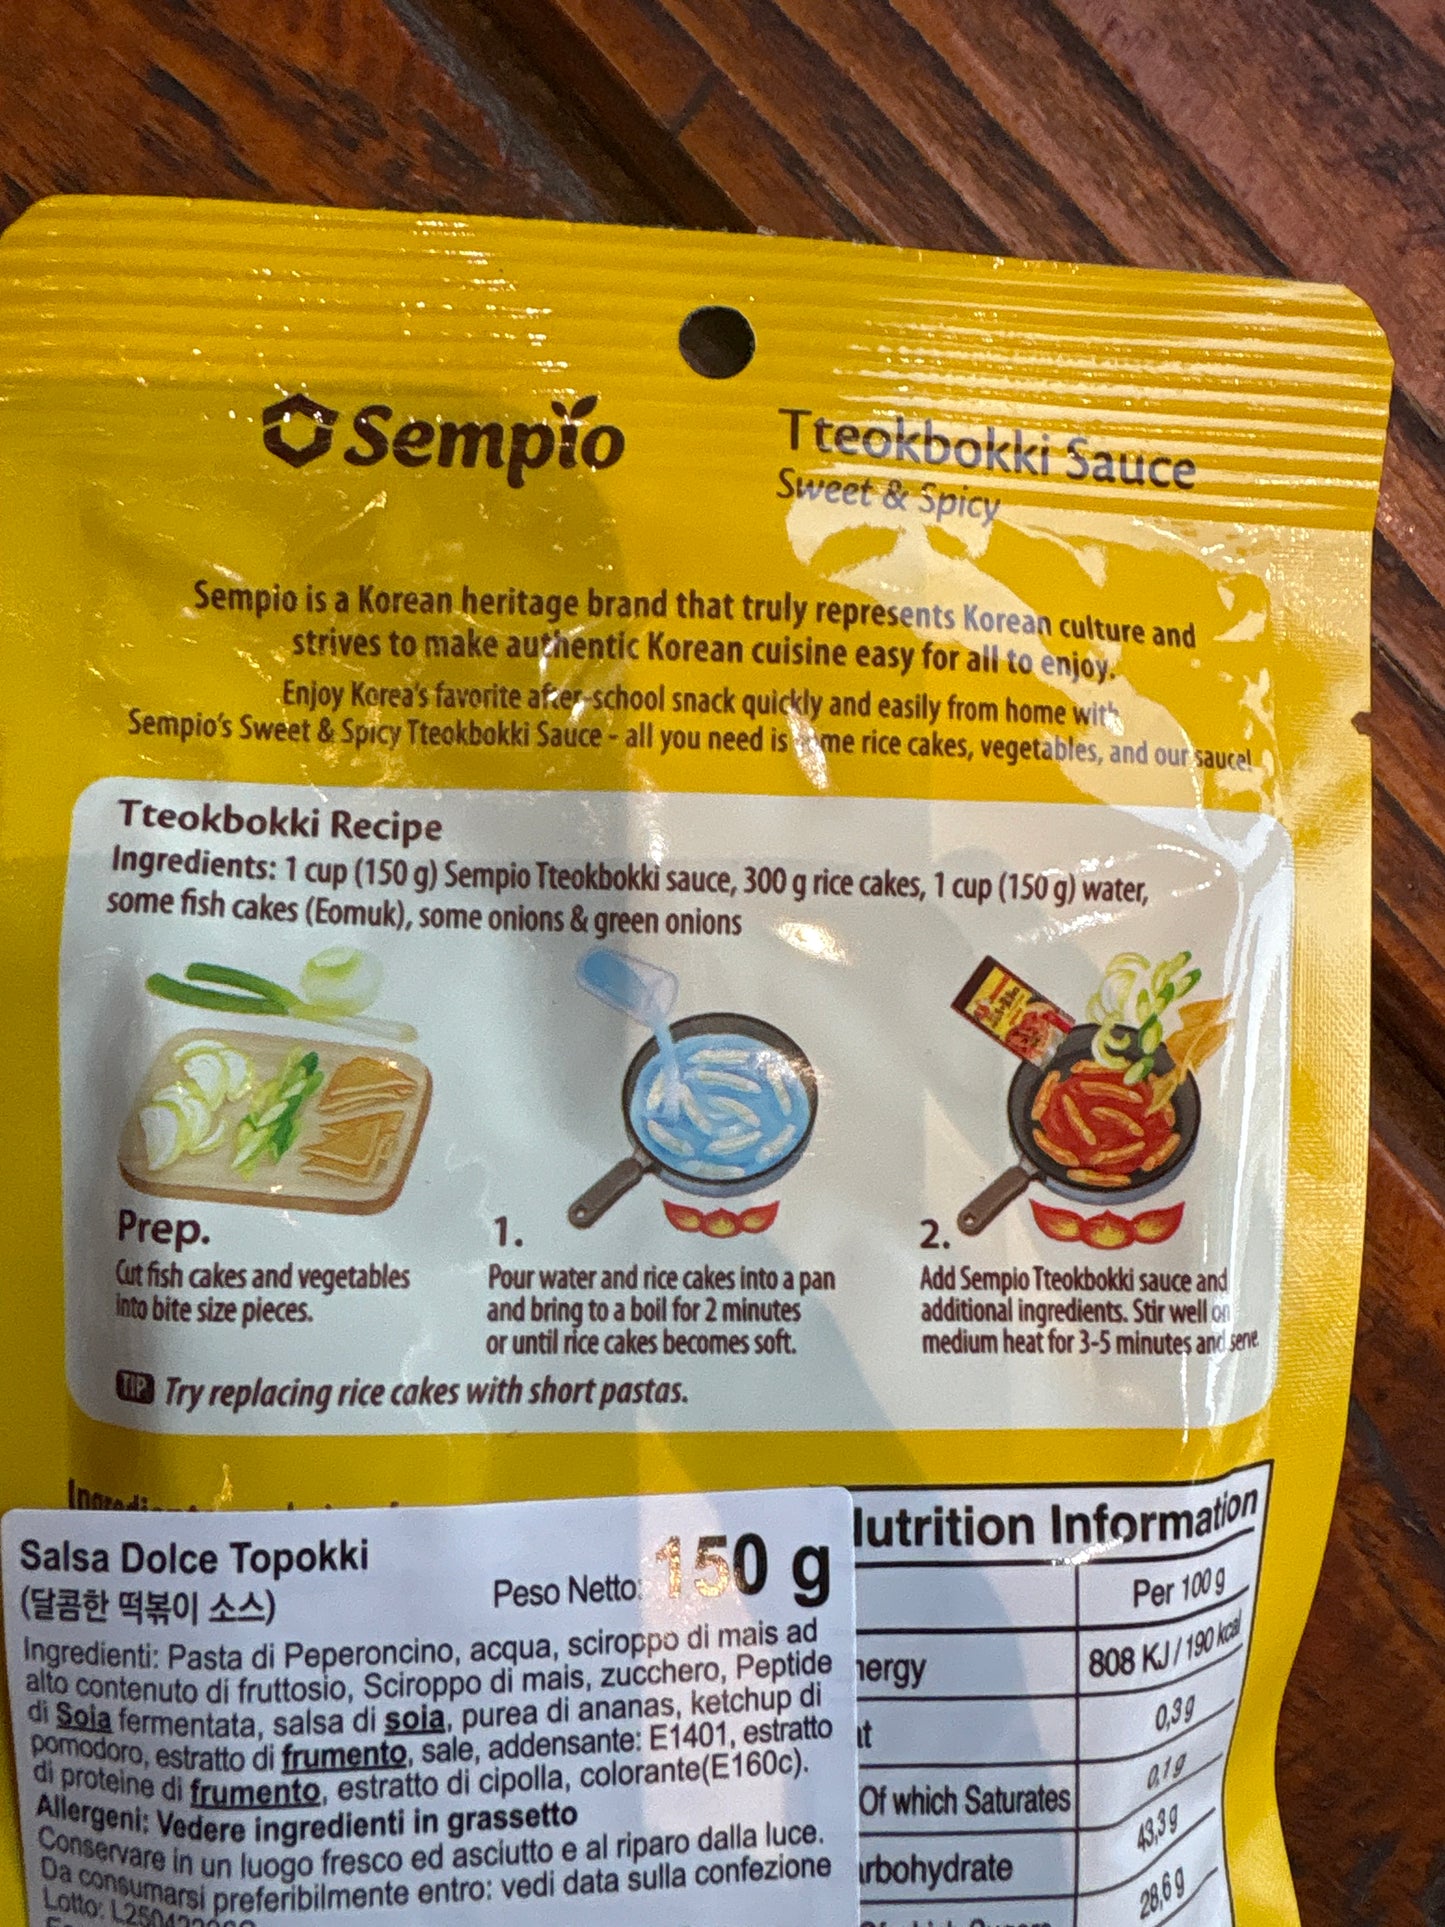 Sempio
Tteokbokki Sauce
Sweet & Spicy
Sempio is a Korean heritage brand that truly represents Korean culture and
strives to make authentic Korean cuisine easy for all to enjoy.
Enjoy Korea's favorite after-school snack quickly and easily from home with
Sempio's Sweet & Spicy Tteokbokki Sauce - all you need is me rice cakes, vegetables, and our sauce!
Tteokbokki Recipe
Ingredients: 1 cup (150 g) Sempio Tteokbokki sauce, 300 g rice cakes, 1 cup (150 g) water,
some fish cakes (Eomuk), some onions & green onions
Prep.
Cut fish cakes and vegetables
into bite size pieces.
1.
Pour water and rice cakes into a pan
and bring to a boil for 2 minutes
or until rice cakes becomes soft.
2.
Add Sempio Tteokbokki sauce and
additional ingredients. Stir well on
medium heat for 3-5 minutes and serve.
TIP Try replacing rice cakes with short pastas.
Salsa Dolce Topokki
(달콤한 떡볶이 소스)
Peso Netto: 150 g
Ingredienti: Pasta di Peperoncino, acqua, sciroppo di mais ad
alto contenuto di fruttosio, Sciroppo di mais, zucchero, Peptide
di Soia fermentata, salsa di soia, purea di ananas, ketchup di
pomodoro, estratto di frumento, sale, addensante: E1401, estratto
di proteine di frumento, estratto di cipolla, colorante(E160c).
Allergeni: Vedere ingredienti in grassetto
Conservare in un luogo fresco ed asciutto e al riparo dalla luce.
Da consumarsi preferibilmente entro: vedi data sulla confezione
Lotto:
lutrition Information
Per 100 g
nergy 808 KJ / 190 kcal
t 0,3 g
Of which Saturates 0,1 g
rbohydrate 43,3 g
28,6 g